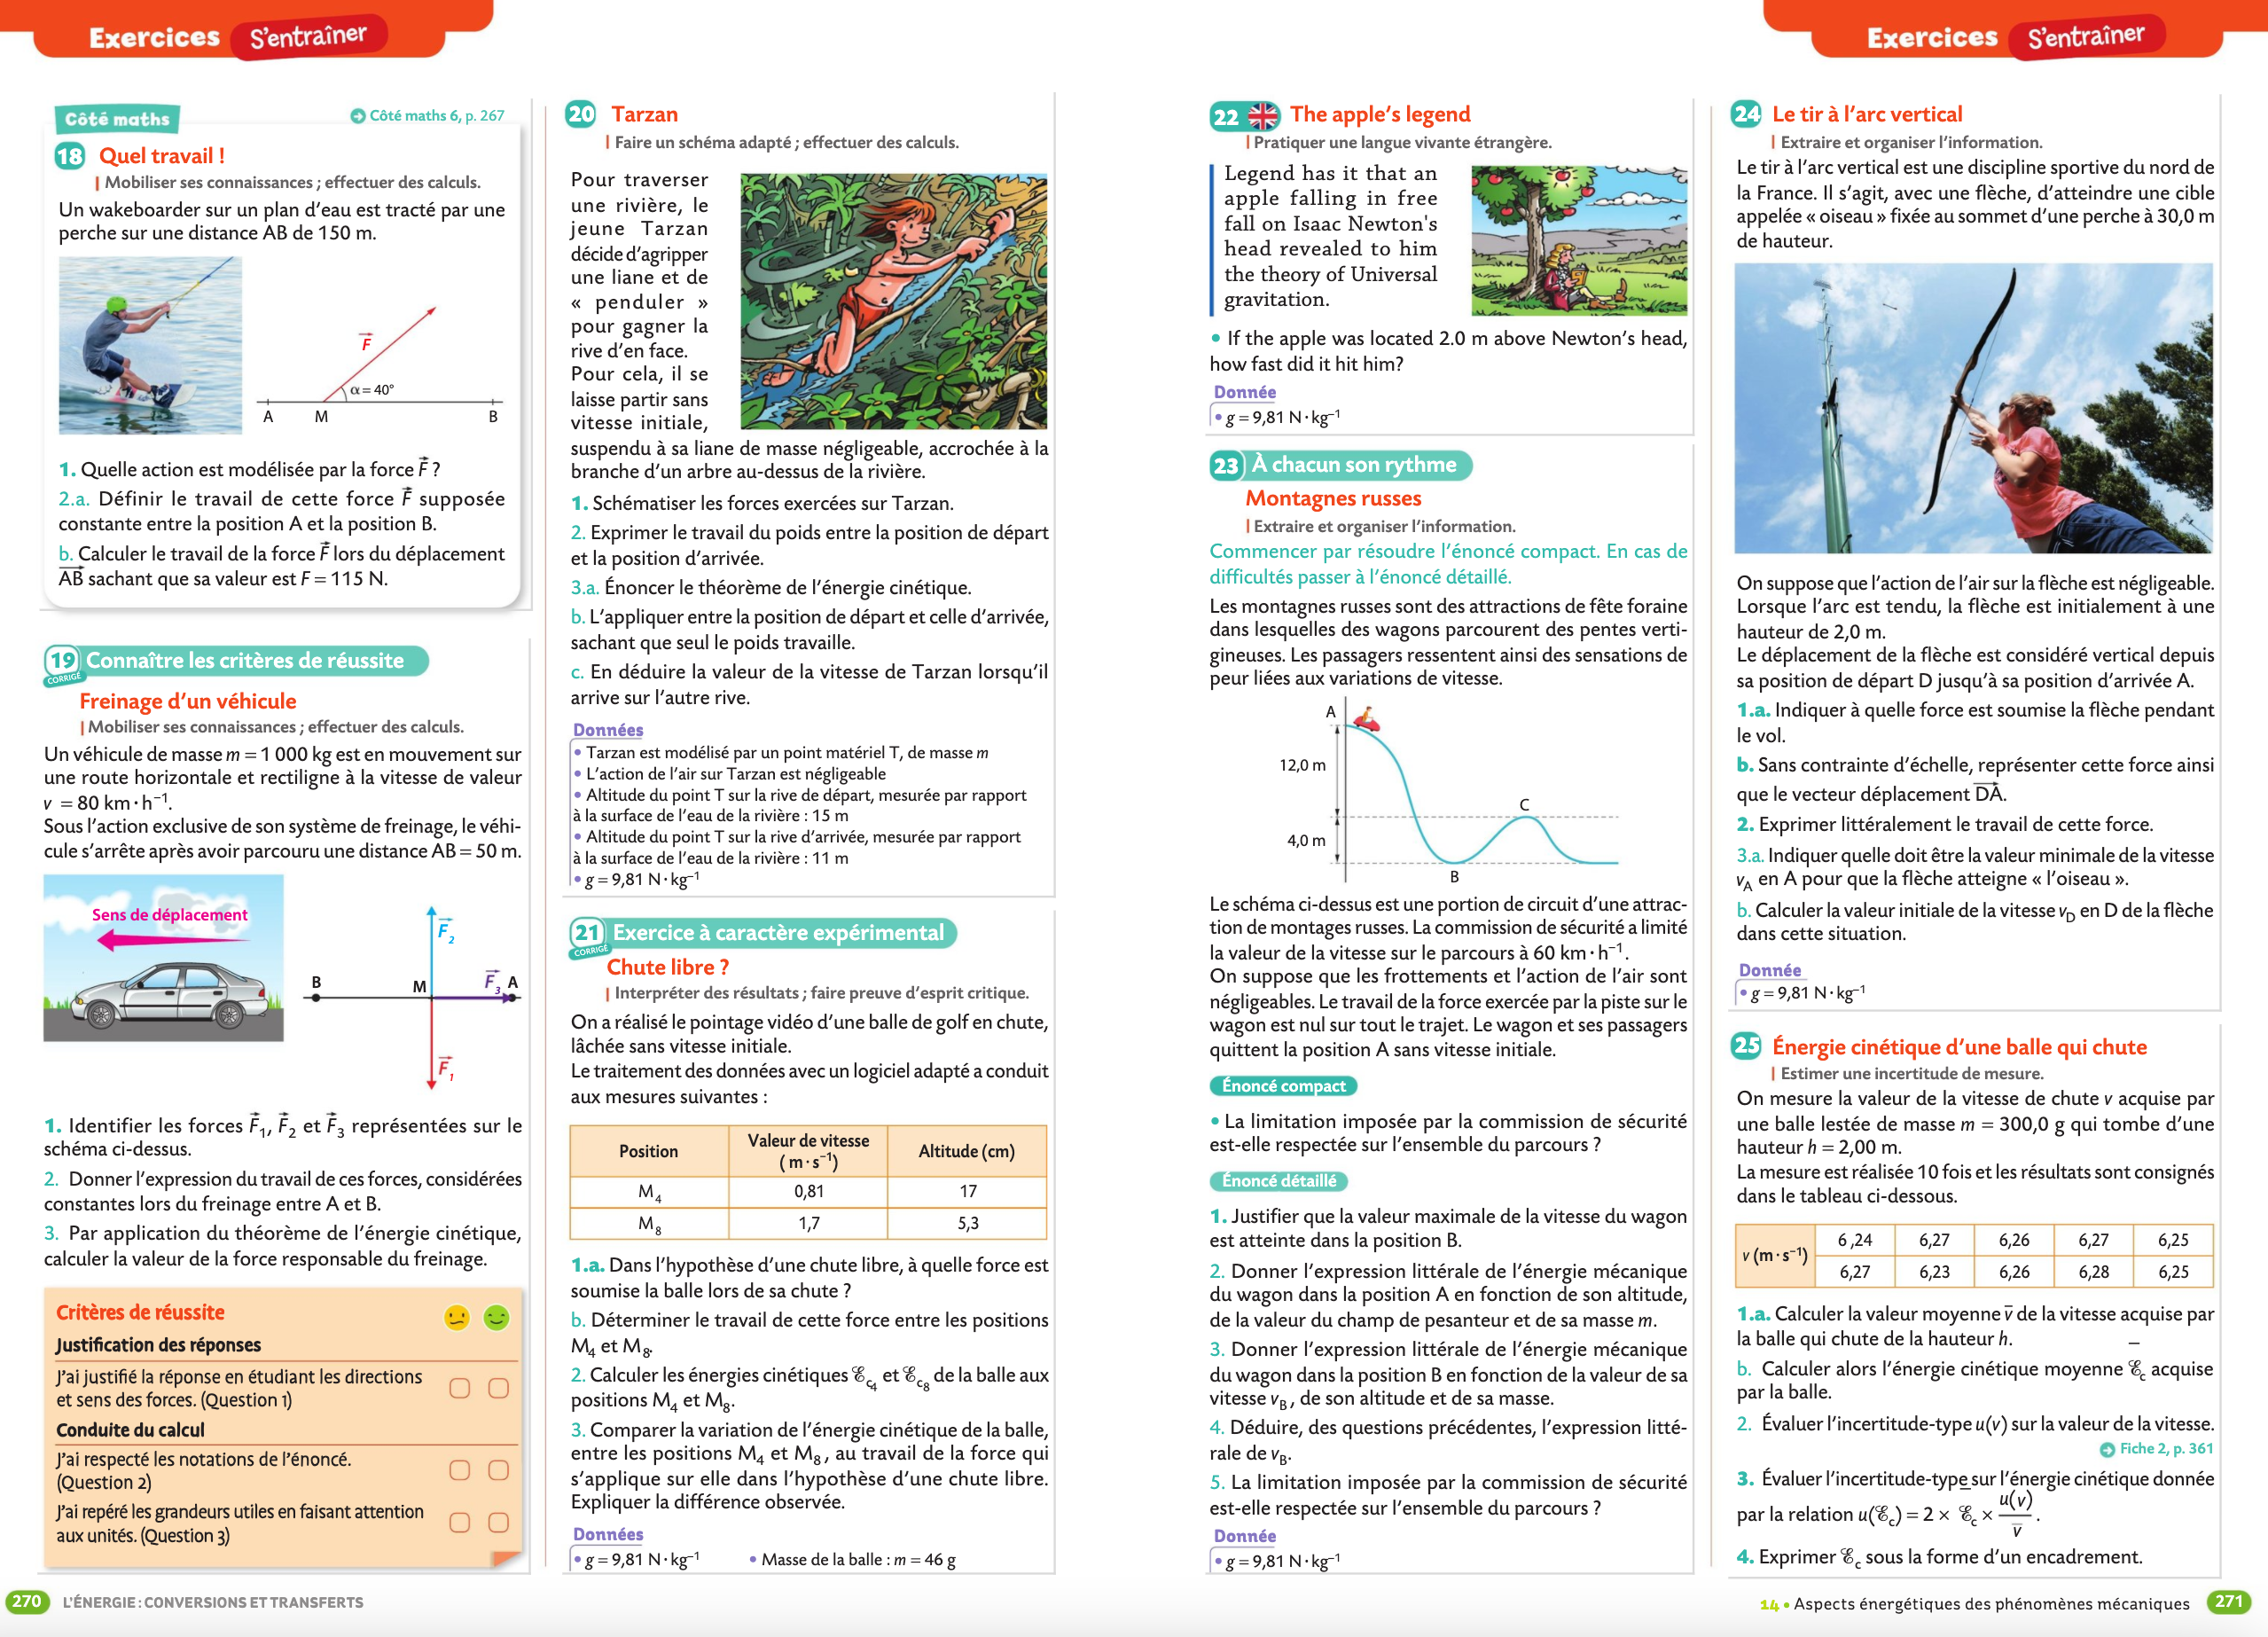 Exercices S'entraîner
Côté maths
Côté maths 6, p. 267
18 Quel travail !
Mobiliser ses connaissances ; effectuer des calculs.
Un wakeboarder sur un plan d'eau est tracté par une
perche sur une distance AB de 150 m.
F
α = 40°
A M B
1. Quelle action est modélisée par la force F ?
2.a. Définir le travail de cette force F supposée
constante entre la position A et la position B.
b. Calculer le travail de la force F lors du déplacement
AB sachant que sa valeur est F = 115 N.
19 Connaître les critères de réussite
CORRIGÉ
Freinage d'un véhicule
Mobiliser ses connaissances ; effectuer des calculs.
Un véhicule de masse m = 1 000 kg est en mouvement sur
une route horizontale et rectiligne à la vitesse de valeur
v = 80 km·h⁻¹.
Sous l'action exclusive de son système de freinage, le véhi-
cule s'arrête après avoir parcouru une distance AB = 50 m.
Sens de déplacement
F₂
B M F₃ A
F₁
1. Identifier les forces F₁, F₂ et F₃ représentées sur le
schéma ci-dessus.
2. Donner l'expression du travail de ces forces, considérées
constantes lors du freinage entre A et B.
3. Par application du théorème de l'énergie cinétique,
calculer la valeur de la force responsable du freinage.
Critères de réussite
Justification des réponses
J'ai justifié la réponse en étudiant les directions
et sens des forces. (Question 1)
Conduite du calcul
J'ai respecté les notations de l'énoncé.
(Question 2)
J'ai repéré les grandeurs utiles en faisant attention
aux unités. (Question 3)
270 L'ÉNERGIE : CONVERSIONS ET TRANSFERTS
20 Tarzan
Faire un schéma adapté ; effectuer des calculs.
Pour traverser
une rivière, le
jeune Tarzan
décide d'agripper
une liane et de
« penduler »
pour gagner la
rive d'en face.
Pour cela, il se
laisse partir sans
vitesse initiale,
suspendu à sa liane de masse négligeable, accrochée à la
branche d'un arbre au-dessus de la rivière.
1. Schématiser les forces exercées sur Tarzan.
2. Exprimer le travail du poids entre la position de départ
et la position d'arrivée.
3.a. Énoncer le théorème de l'énergie cinétique.
b. L'appliquer entre la position de départ et celle d'arrivée,
sachant que seul le poids travaille.
c. En déduire la valeur de la vitesse de Tarzan lorsqu'il
arrive sur l'autre rive.
Données
• Tarzan est modélisé par un point matériel T, de masse m
• L'action de l'air sur Tarzan est négligeable
• Altitude du point T sur la rive de départ, mesurée par rapport
à la surface de l'eau de la rivière : 15 m
• Altitude du point T sur la rive d'arrivée, mesurée par rapport
à la surface de l'eau de la rivière : 11 m
• g = 9,81 N·kg⁻¹
21 Exercice à caractère expérimental
CORRIGÉ
Chute libre ?
Interpréter des résultats ; faire preuve d'esprit critique.
On a réalisé le pointage vidéo d'une balle de golf en chute,
lâchée sans vitesse initiale.
Le traitement des données avec un logiciel adapté a conduit
aux mesures suivantes :
Position Valeur de vitesse (m·s⁻¹) Altitude (cm)
M₄ 0,81 17
M₈ 1,7 5,3
1.a. Dans l'hypothèse d'une chute libre, à quelle force est
soumise la balle lors de sa chute ?
b. Déterminer le travail de cette force entre les positions
M₄ et M₈.
2. Calculer les énergies cinétiques ℰc₄ et ℰc₈ de la balle aux
positions M₄ et M₈.
3. Comparer la variation de l'énergie cinétique de la balle,
entre les positions M₄ et M₈, au travail de la force qui
s'applique sur elle dans l'hypothèse d'une chute libre.
Expliquer la différence observée.
Données
• g = 9,81 N·kg⁻¹ • Masse de la balle : m = 46 g
Exercices S'entraîner
22 The apple's legend
Pratiquer une langue vivante étrangère.
Legend has it that an
apple falling in free
fall on Isaac Newton's
head revealed to him
the theory of Universal
gravitation.
• If the apple was located 2.0 m above Newton's head,
how fast did it hit him?
Donnée
• g = 9,81 N·kg⁻¹
23 À chacun son rythme
Montagnes russes
Extraire et organiser l'information.
Commencer par résoudre l'énoncé compact. En cas de
difficultés passer à l'énoncé détaillé.
Les montagnes russes sont des attractions de fête foraine
dans lesquelles des wagons parcourent des pentes verti-
gineuses. Les passagers ressentent ainsi des sensations de
peur liées aux variations de vitesse.
A
12,0 m
C
4,0 m
B
Le schéma ci-dessus est une portion de circuit d'une attrac-
tion de montages russes. La commission de sécurité a limité
la valeur de la vitesse sur le parcours à 60 km·h⁻¹.
On suppose que les frottements et l'action de l'air sont
négligeables. Le travail de la force exercée par la piste sur le
wagon est nul sur tout le trajet. Le wagon et ses passagers
quittent la position A sans vitesse initiale.
Énoncé compact
• La limitation imposée par la commission de sécurité
est-elle respectée sur l'ensemble du parcours ?
Énoncé détaillé
1. Justifier que la valeur maximale de la vitesse du wagon
est atteinte dans la position B.
2. Donner l'expression littérale de l'énergie mécanique
du wagon dans la position A en fonction de son altitude,
de la valeur du champ de pesanteur et de sa masse m.
3. Donner l'expression littérale de l'énergie mécanique
du wagon dans la position B en fonction de la valeur de sa
vitesse vB, de son altitude et de sa masse.
4. Déduire, des questions précédentes, l'expression litté-
rale de vB.
5. La limitation imposée par la commission de sécurité
est-elle respectée sur l'ensemble du parcours ?
Donnée
• g = 9,81 N·kg⁻¹
24 Le tir à l'arc vertical
Extraire et organiser l'information.
Le tir à l'arc vertical est une discipline sportive du nord de
la France. Il s'agit, avec une flèche, d'atteindre une cible
appelée « oiseau » fixée au sommet d'une perche à 30,0 m
de hauteur.
On suppose que l'action de l'air sur la flèche est négligeable.
Lorsque l'arc est tendu, la flèche est initialement à une
hauteur de 2,0 m.
Le déplacement de la flèche est considéré vertical depuis
sa position de départ D jusqu'à sa position d'arrivée A.
1.a. Indiquer à quelle force est soumise la flèche pendant
le vol.
b. Sans contrainte d'échelle, représenter cette force ainsi
que le vecteur déplacement DA.
2. Exprimer littéralement le travail de cette force.
3.a. Indiquer quelle doit être la valeur minimale de la vitesse
vA en A pour que la flèche atteigne « l'oiseau ».
b. Calculer la valeur initiale de la vitesse vD en D de la flèche
dans cette situation.
Donnée
• g = 9,81 N·kg⁻¹
25 Énergie cinétique d'une balle qui chute
Estimer une incertitude de mesure.
On mesure la valeur de la vitesse de chute v acquise par
une balle lestée de masse m = 300,0 g qui tombe d'une
hauteur h = 2,00 m.
La mesure est réalisée 10 fois et les résultats sont consignés
dans le tableau ci-dessous.
v (m·s⁻¹) 6,24 6,27 6,26 6,27 6,25
6,27 6,23 6,26 6,28 6,25
1.a. Calculer la valeur moyenne v̅ de la vitesse acquise par
la balle qui chute de la hauteur h.
b. Calculer alors l'énergie cinétique moyenne ℰ̅c acquise
par la balle.
2. Évaluer l'incertitude-type u(v) sur la valeur de la vitesse.
Fiche 2, p. 361
3. Évaluer l'incertitude-type sur l'énergie cinétique donnée
par la relation u(ℰc) = 2 × ℰ̅c × u(v)/v̅.
4. Exprimer ℰc sous la forme d'un encadrement.
14 • Aspects énergétiques des phénomènes mécaniques 271